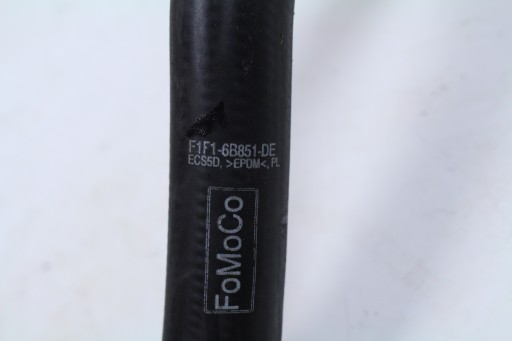 F1F1-6B851-DE
ECS5D, >EPDM<, PL
FoMoCo